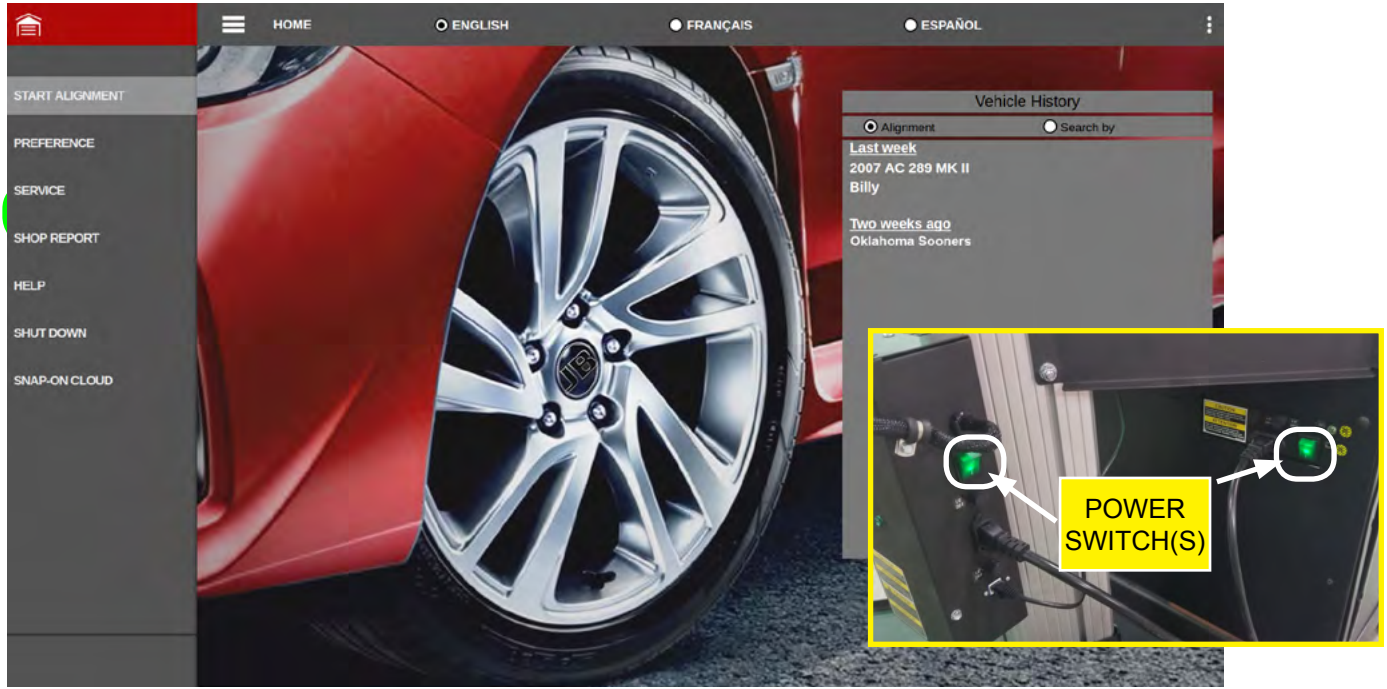 HOME
ENGLISH
FRANÇAIS
ESPAÑOL
START ALIGNMENT
PREFERENCE
SERVICE
SHOP REPORT
HELP
SHUT DOWN
SNAP-ON CLOUD
Vehicle History
Alignment
Search by
Last week
2007 AC 289 MK II
Billy
Two weeks ago
Oklahoma Sooners
JB
POWER
SWITCH(S)